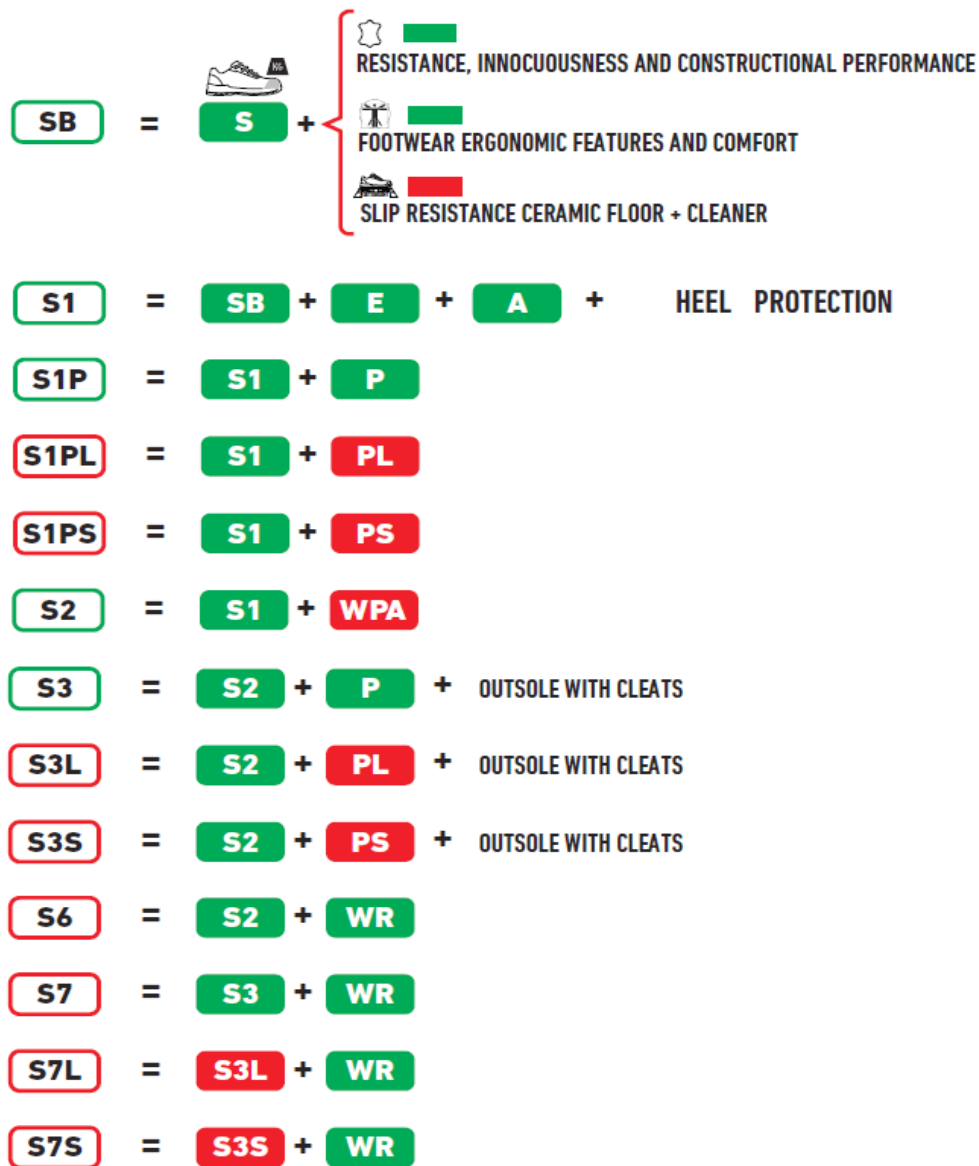 KG
RESISTANCE, INNOCUOUSNESS AND CONSTRUCTIONAL PERFORMANCE
SB = S +
FOOTWEAR ERGONOMIC FEATURES AND COMFORT
SLIP RESISTANCE CERAMIC FLOOR + CLEANER
S1 = SB + E + A + HEEL PROTECTION
S1P = S1 + P
S1PL = S1 + PL
S1PS = S1 + PS
S2 = S1 + WPA
S3 = S2 + P + OUTSOLE WITH CLEATS
S3L = S2 + PL + OUTSOLE WITH CLEATS
S3S = S2 + PS + OUTSOLE WITH CLEATS
S6 = S2 + WR
S7 = S3 + WR
S7L = S3L + WR
S7S = S3S + WR